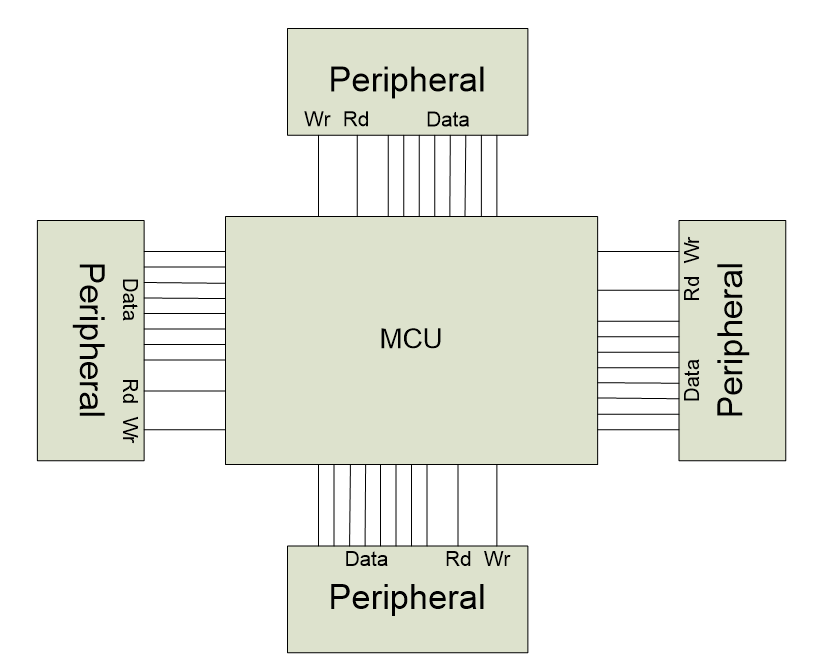 Peripheral
Wr Rd Data
Peripheral
Data
Rd
Wr
MCU
Wr
Rd
Data
Peripheral
Data Rd Wr
Peripheral